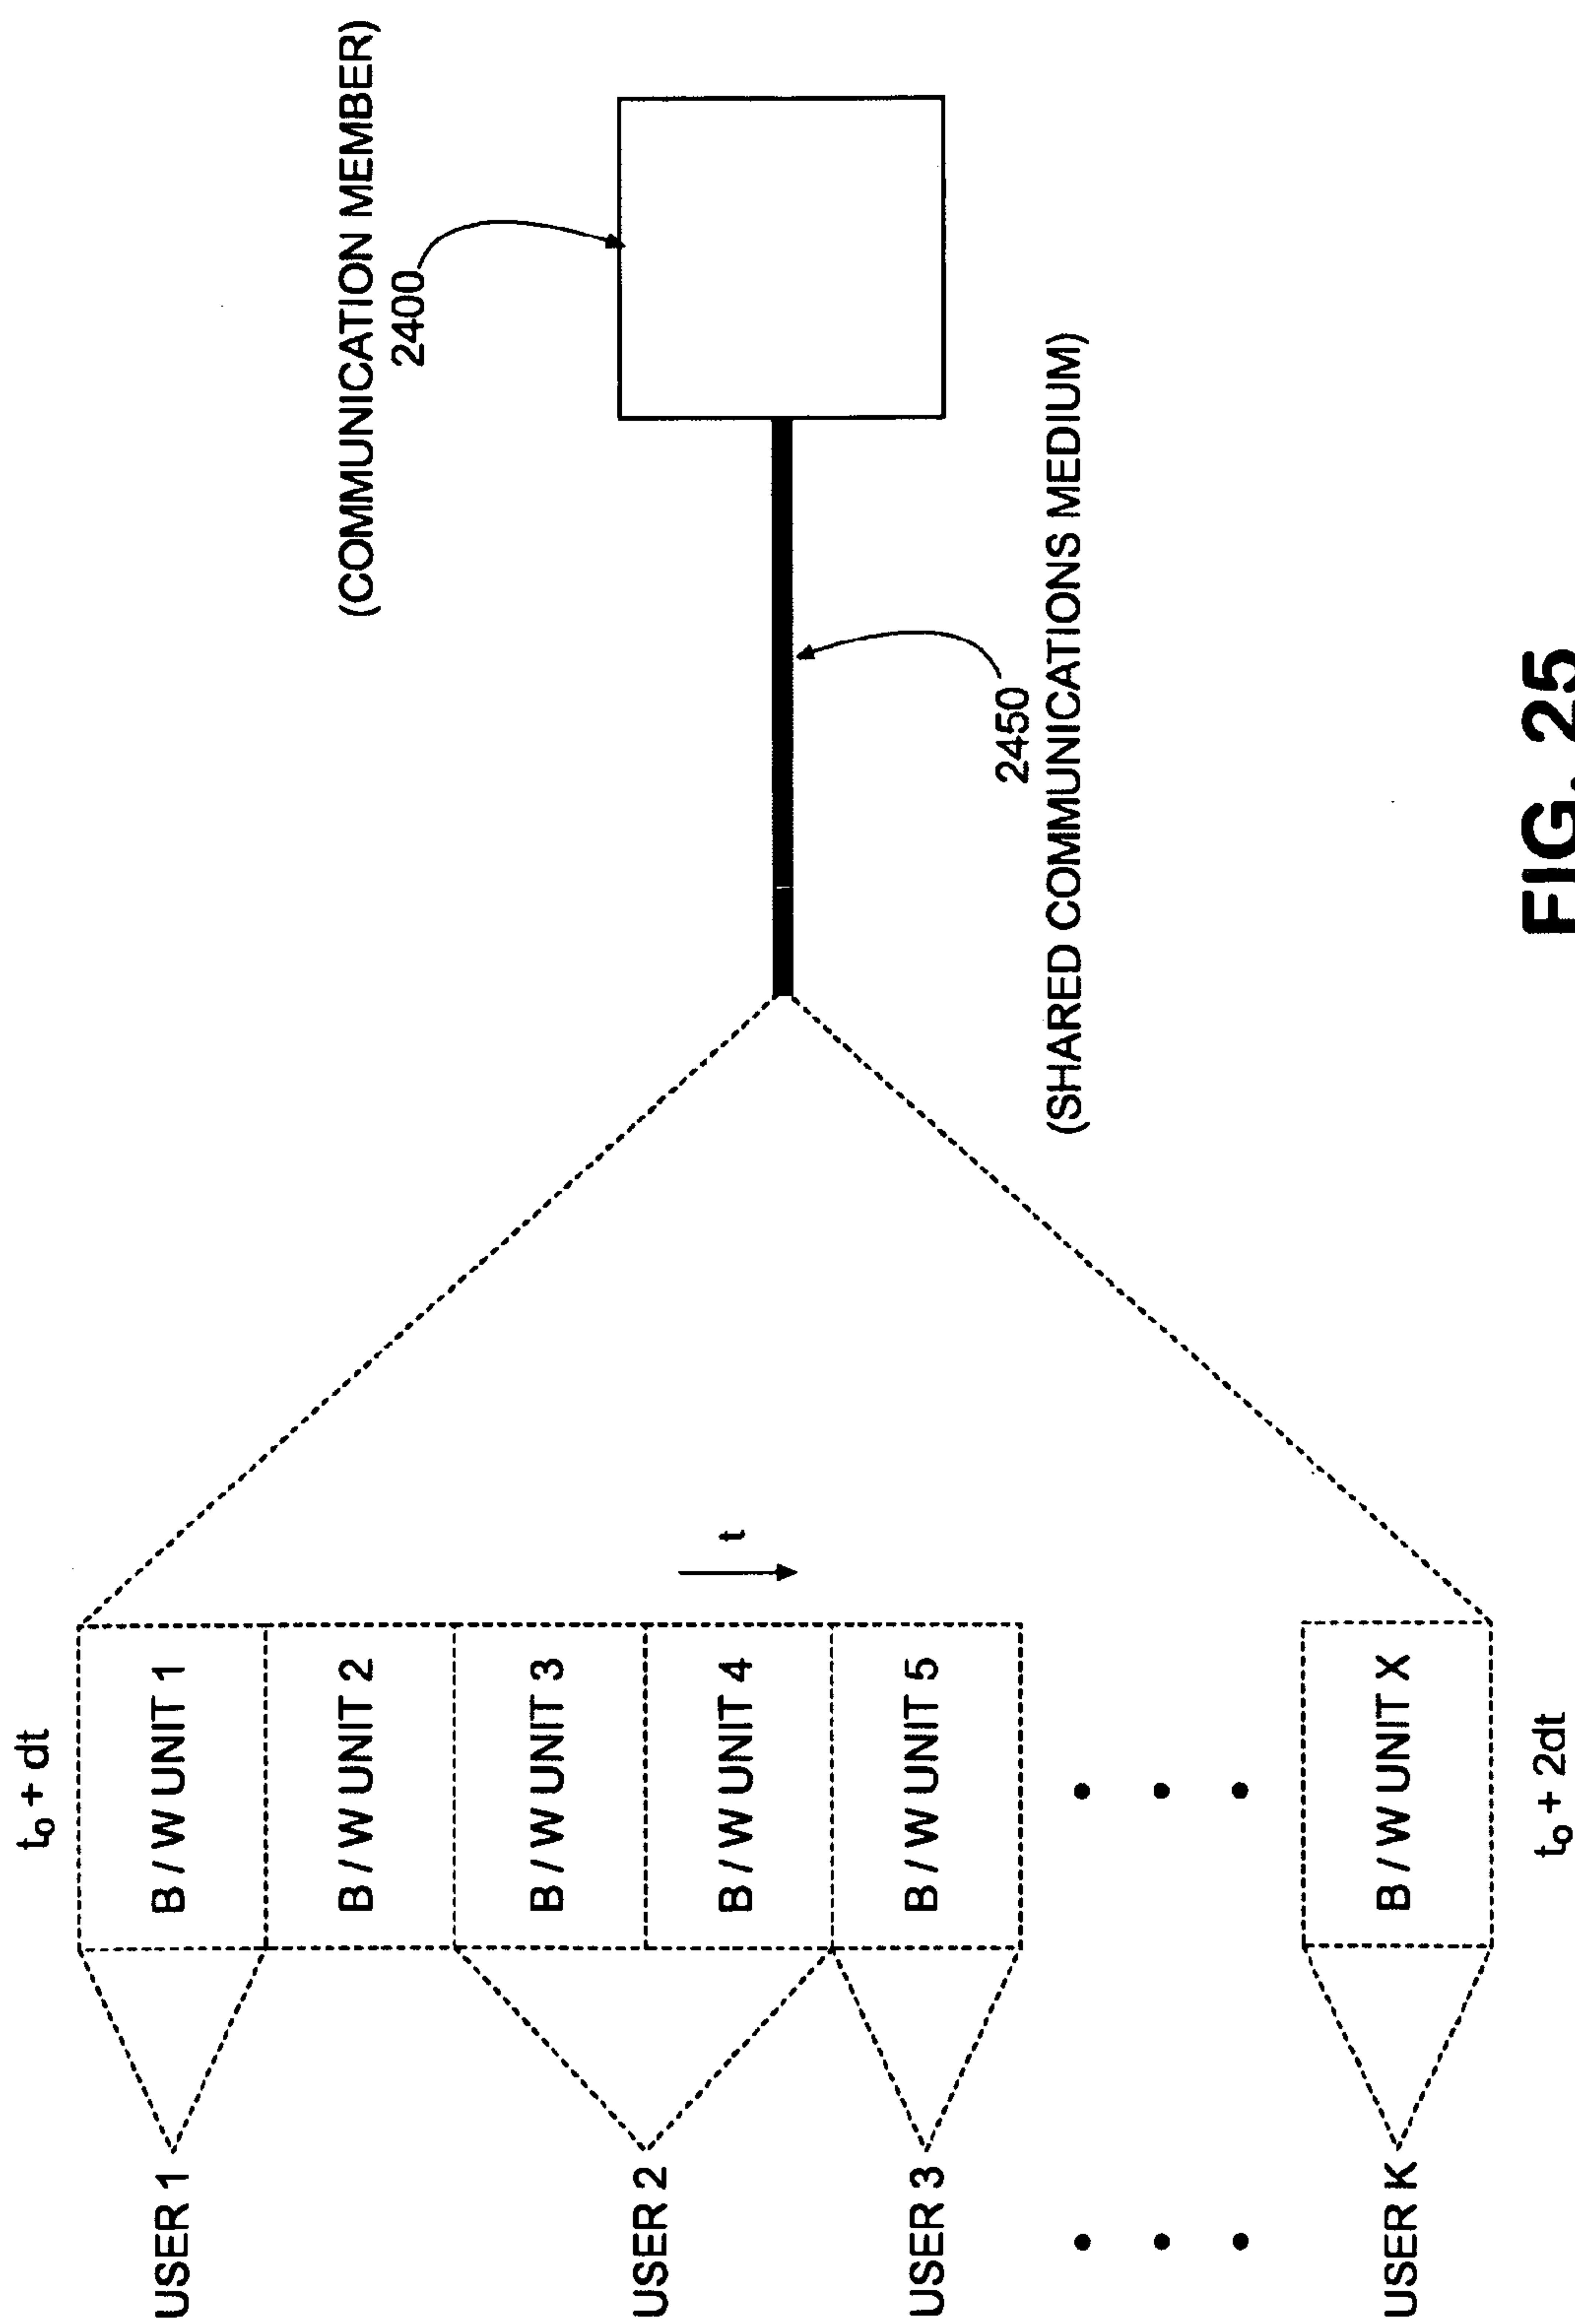 (COMMUNICATION MEMBER)
2400
2450
(SHARED COMMUNICATIONS MEDIUM)
t₀ + dt
B / W UNIT 1
B / W UNIT 2
B / W UNIT 3
B / W UNIT 4
B / W UNIT 5
• • •
B / W UNIT X
t₀ + 2dt
t
USER 1
USER 2
USER 3
• • •
USER K
FIG. 25